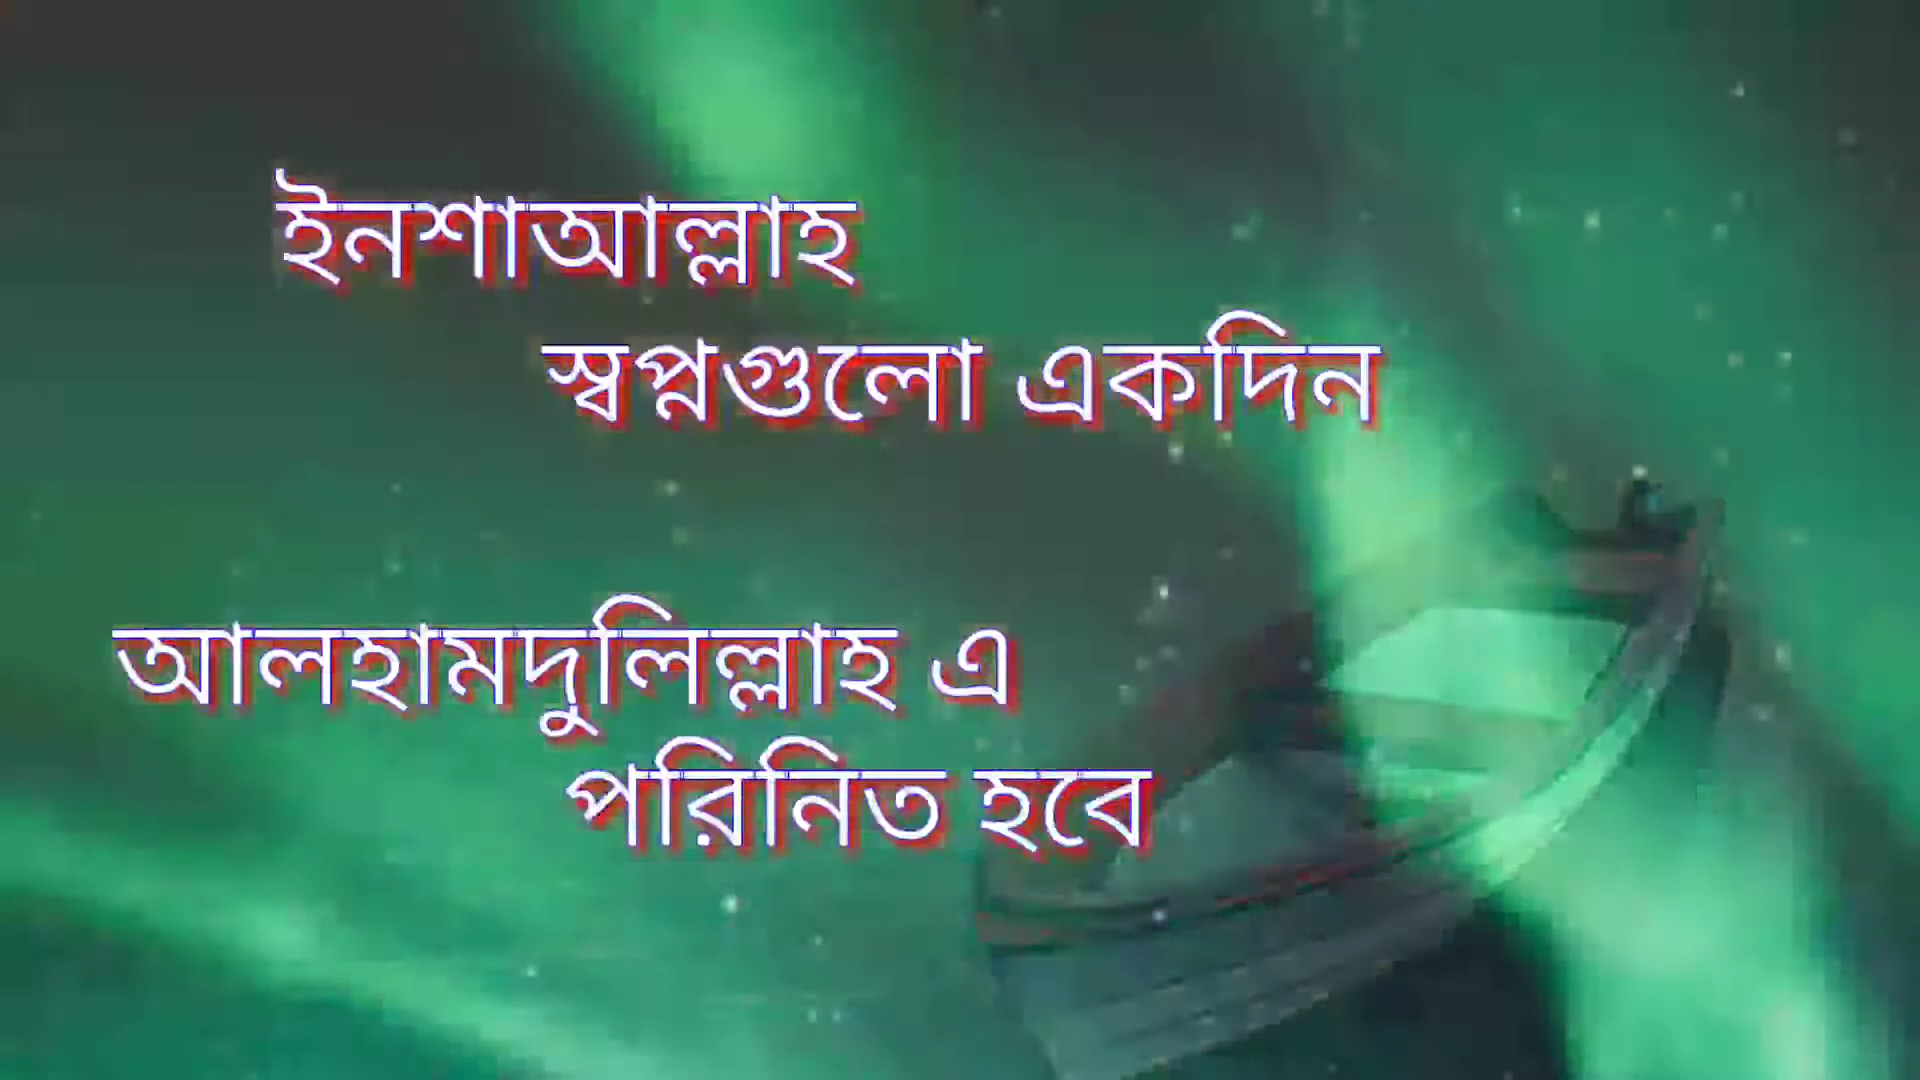 ইনশাআল্লাহ
স্বপ্নগুলো একদিন
আলহামদুলিল্লাহ এ
পরিনিত হবে